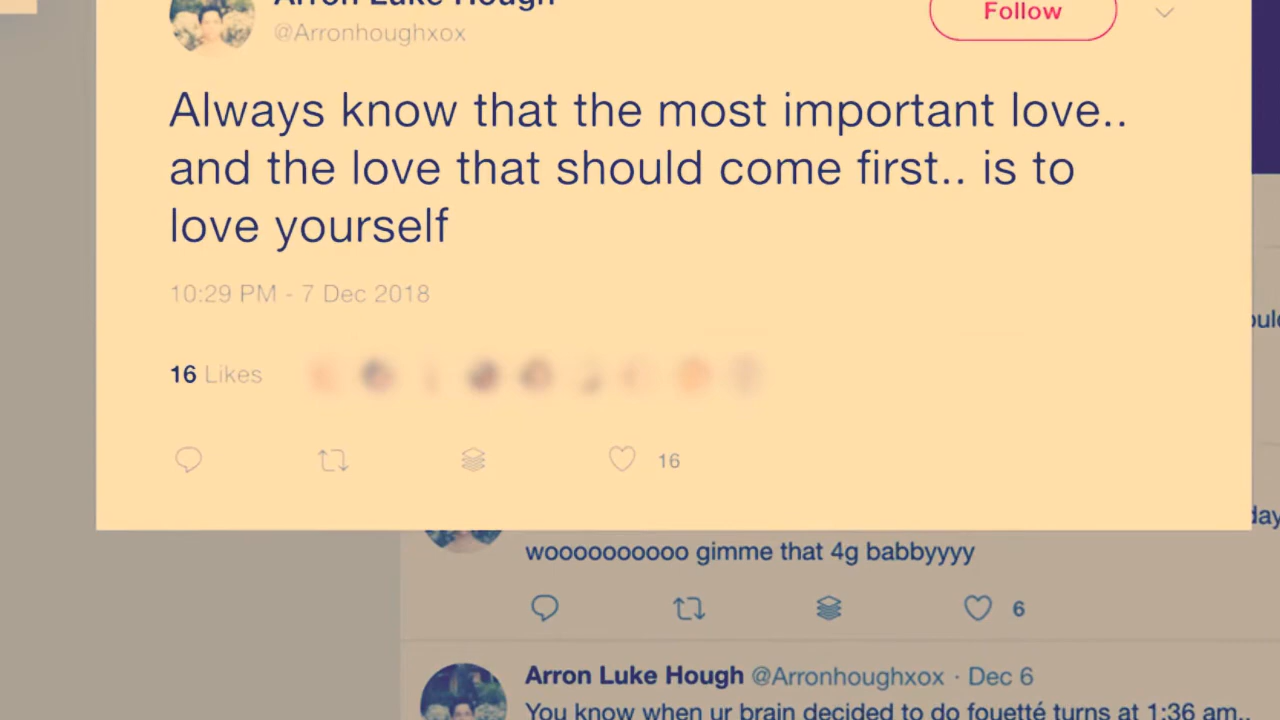 Arron Luke Hough
Follow
@Arronhoughxox
Always know that the most important love..
and the love that should come first.. is to
love yourself
10:29 PM - 7 Dec 2018
16 Likes
16
woooooooooo gimme that 4g babbyyyy
6
Arron Luke Hough @Arronhoughxox · Dec 6
You know when ur brain decided to do fouetté turns at 1:36 am..